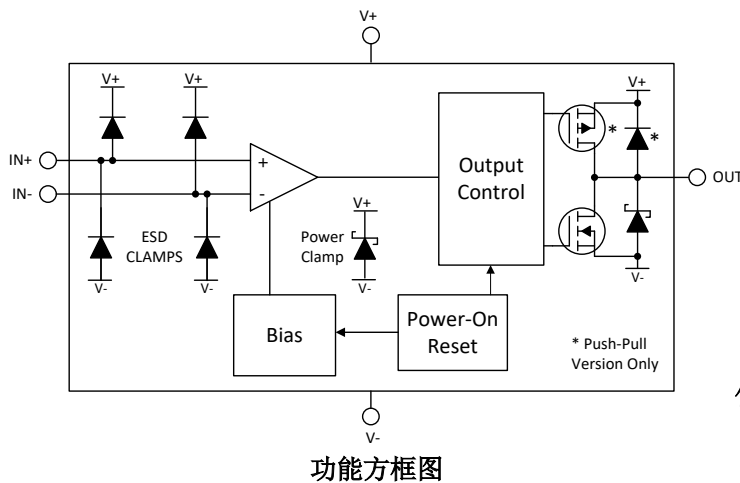 V+
V+
V+
V+
*
*
IN+
IN-
+
-
Output
Control
OUT
V+
ESD
CLAMPS
Power
Clamp
V-
V-
V-
V-
Bias
Power-On
Reset
* Push-Pull
Version Only
V-
功能方框图